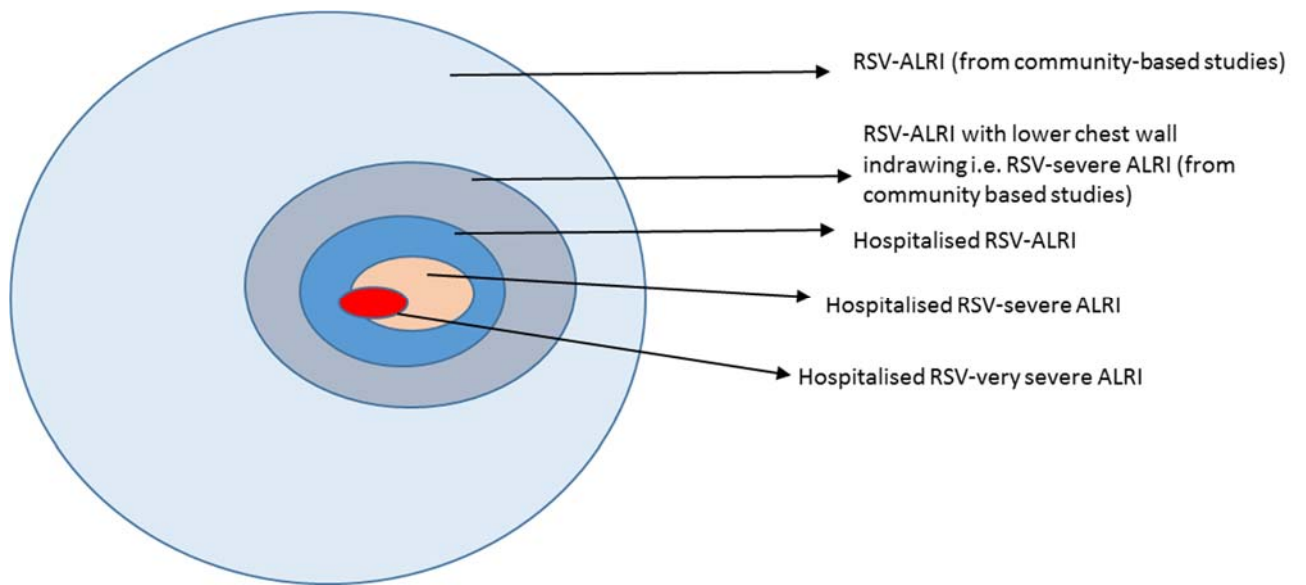 RSV-ALRI (from community-based studies)
RSV-ALRI with lower chest wall
indrawing i.e. RSV-severe ALRI (from
community based studies)
Hospitalised RSV-ALRI
Hospitalised RSV-severe ALRI
Hospitalised RSV-very severe ALRI